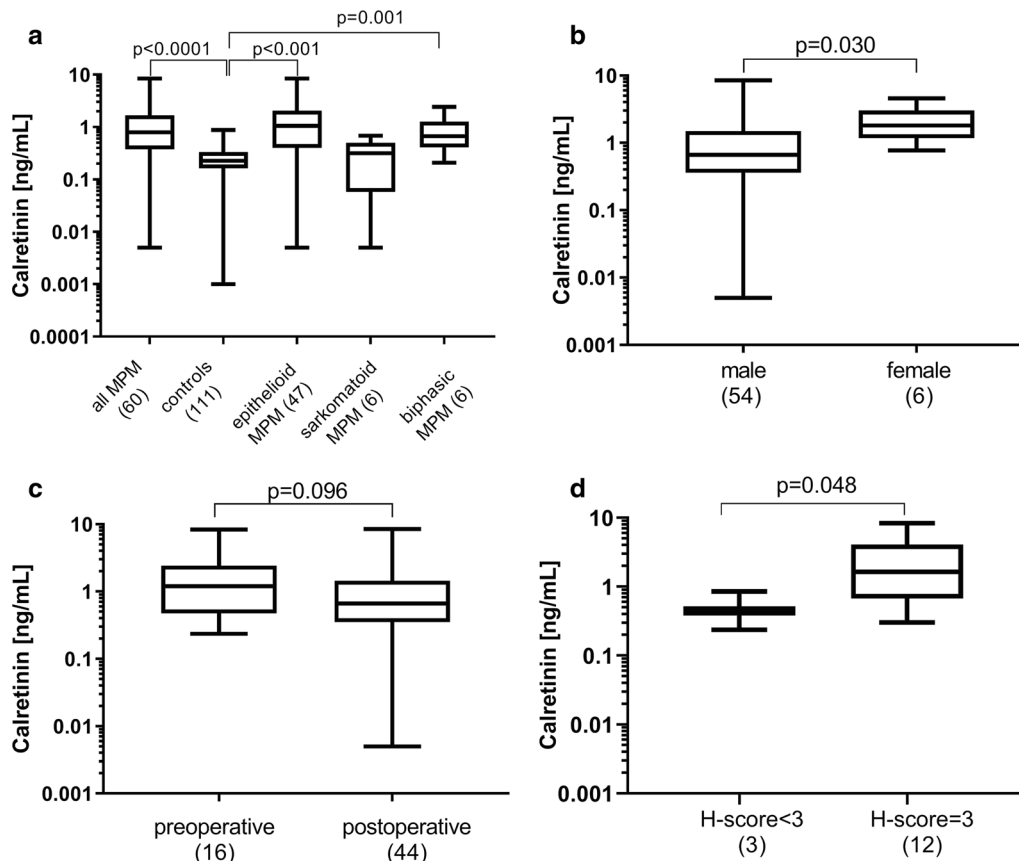 a
p=0.001
p<0.0001
p<0.001
Calretinin [ng/mL]
10
1
0.1
0.01
0.001
0.0001
all MPM
(60)
controls
(111)
epithelioid
MPM (47)
sarkomatoid
MPM (6)
biphasic
MPM (6)
b
p=0.030
Calretinin [ng/mL]
10
1
0.1
0.01
0.001
male
(54)
female
(6)
c
p=0.096
Calretinin [ng/mL]
10
1
0.1
0.01
0.001
preoperative
(16)
postoperative
(44)
d
p=0.048
Calretinin [ng/mL]
10
1
0.1
0.01
0.001
H-score<3
(3)
H-score=3
(12)